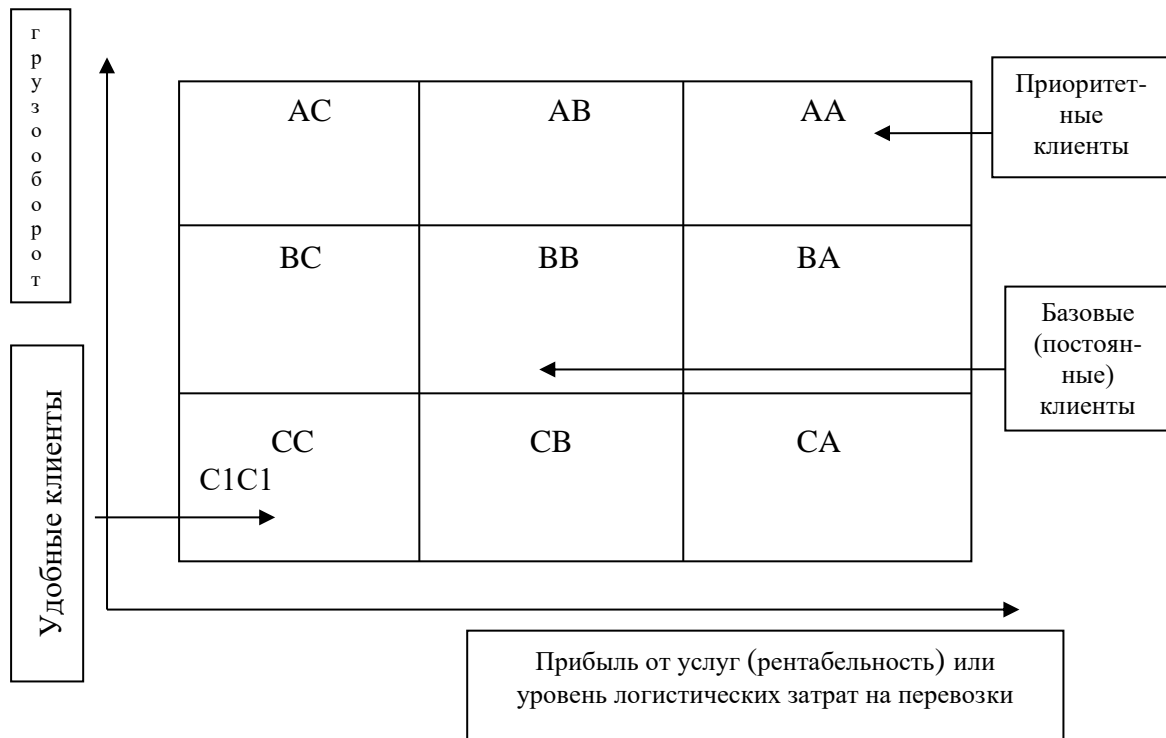 грузооборот
AC AB AA
Приоритет-
ные
клиенты
BC BB BA
Базовые
(постоян-
ные)
клиенты
Удобные клиенты
CC CB CA
C1C1
Прибыль от услуг (рентабельность) или
уровень логистических затрат на перевозки